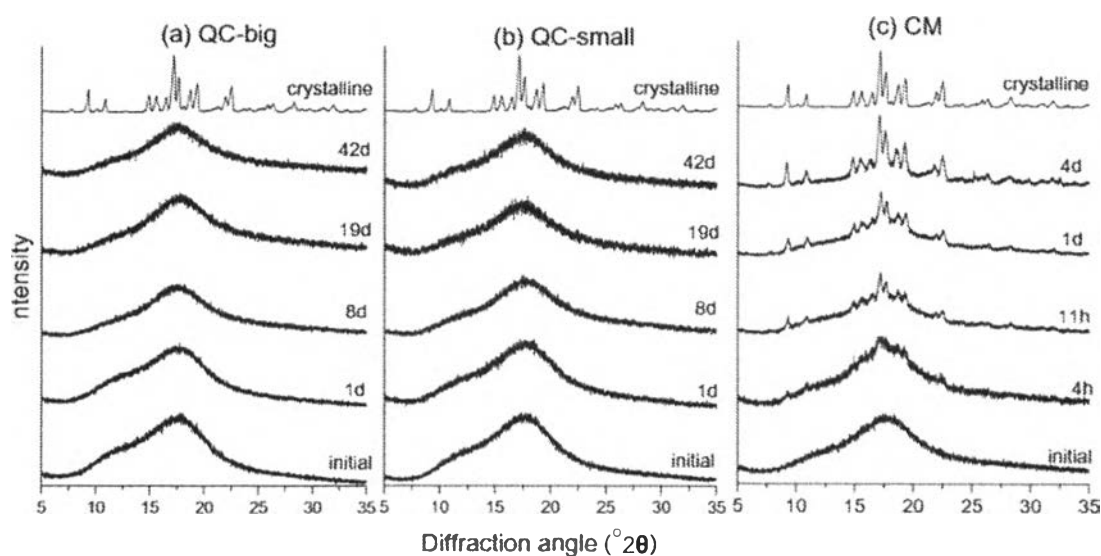 (a) QC-big
(b) QC-small
(c) CM
crystalline
42d
19d
8d
1d
initial
crystalline
42d
19d
8d
1d
initial
crystalline
4d
1d
11h
4h
initial
ntensity
5 10 15 20 25 30 35
5 10 15 20 25 30 35
5 10 15 20 25 30 35
Diffraction angle (°2θ)